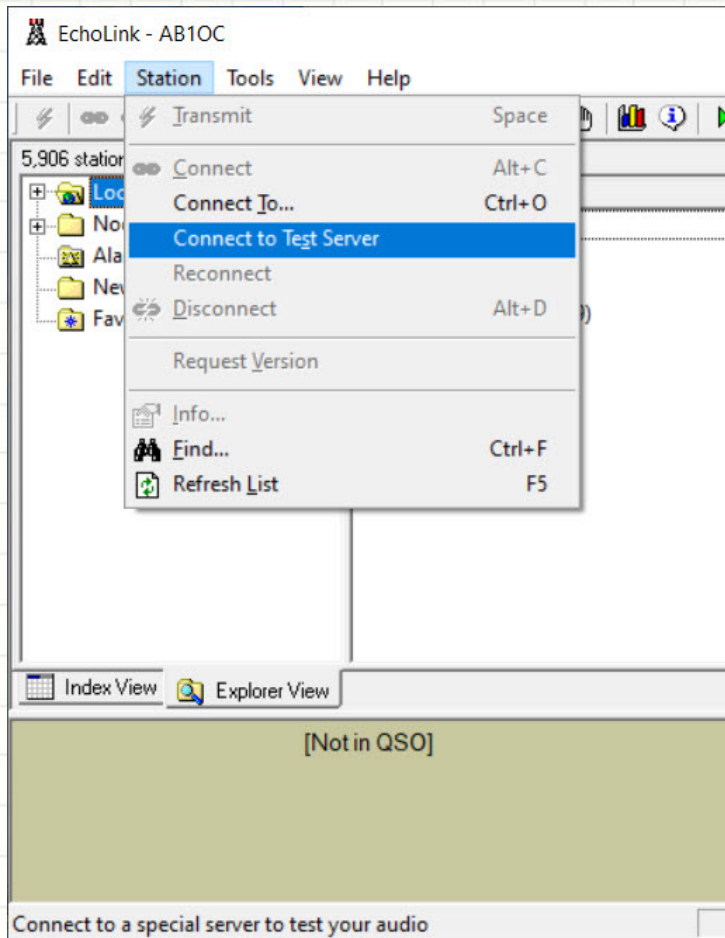 EchoLink - AB1OC
File Edit Station Tools View Help
Transmit Space
5,906
Connect Alt+C
Connect To... Ctrl+O
Connect to Test Server
Reconnect
Disconnect Alt+D
Request Version
Info...
Find... Ctrl+F
Refresh List F5
Index View Explorer View
[Not in QSO]
Connect to a special server to test your audio